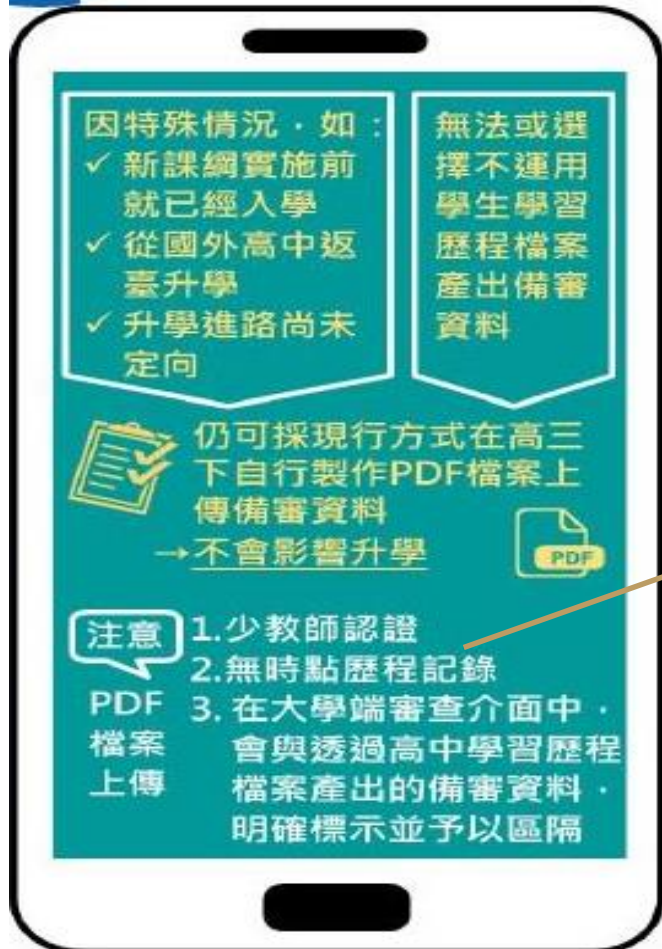 因特殊情況，如：
✓ 新課綱實施前
就已經入學
✓ 從國外高中返
臺升學
✓ 升學進路尚未
定向
無法或選
擇不運用
學生學習
歷程檔案
產出備審
資料
仍可採現行方式在高三
下自行製作PDF檔案上
傳備審資料
→不會影響升學
PDF
注意
PDF
檔案
上傳
1.少教師認證
2.無時點歷程記錄
3.在大學端審查介面中，
會與透過高中學習歷程
檔案產出的備審資料，
明確標示並予以區隔